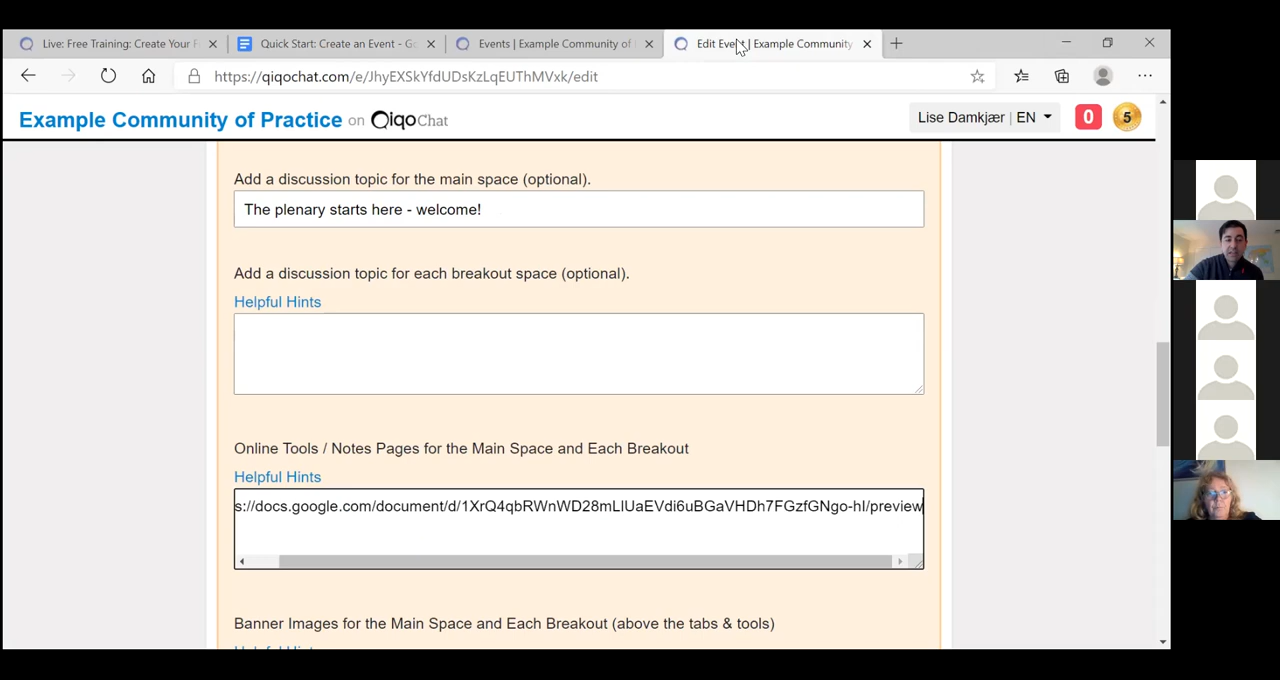 Live: Free Training: Create Your F
Quick Start: Create an Event - Go
Events | Example Community of
Edit Event | Example Community
https://qiqochat.com/e/JhyEXSkYfdUDsKzLqEUThMVxk/edit
Example Community of Practice on QiqoChat
Lise Damkjær | EN
0
5
Add a discussion topic for the main space (optional).
The plenary starts here - welcome!
Add a discussion topic for each breakout space (optional).
Helpful Hints
Online Tools / Notes Pages for the Main Space and Each Breakout
Helpful Hints
s://docs.google.com/document/d/1XrQ4qbRWnWD28mLlUaEVdi6uBGaVHDh7FGzfGNgo-hI/preview
Banner Images for the Main Space and Each Breakout (above the tabs & tools)
Helpful Hints